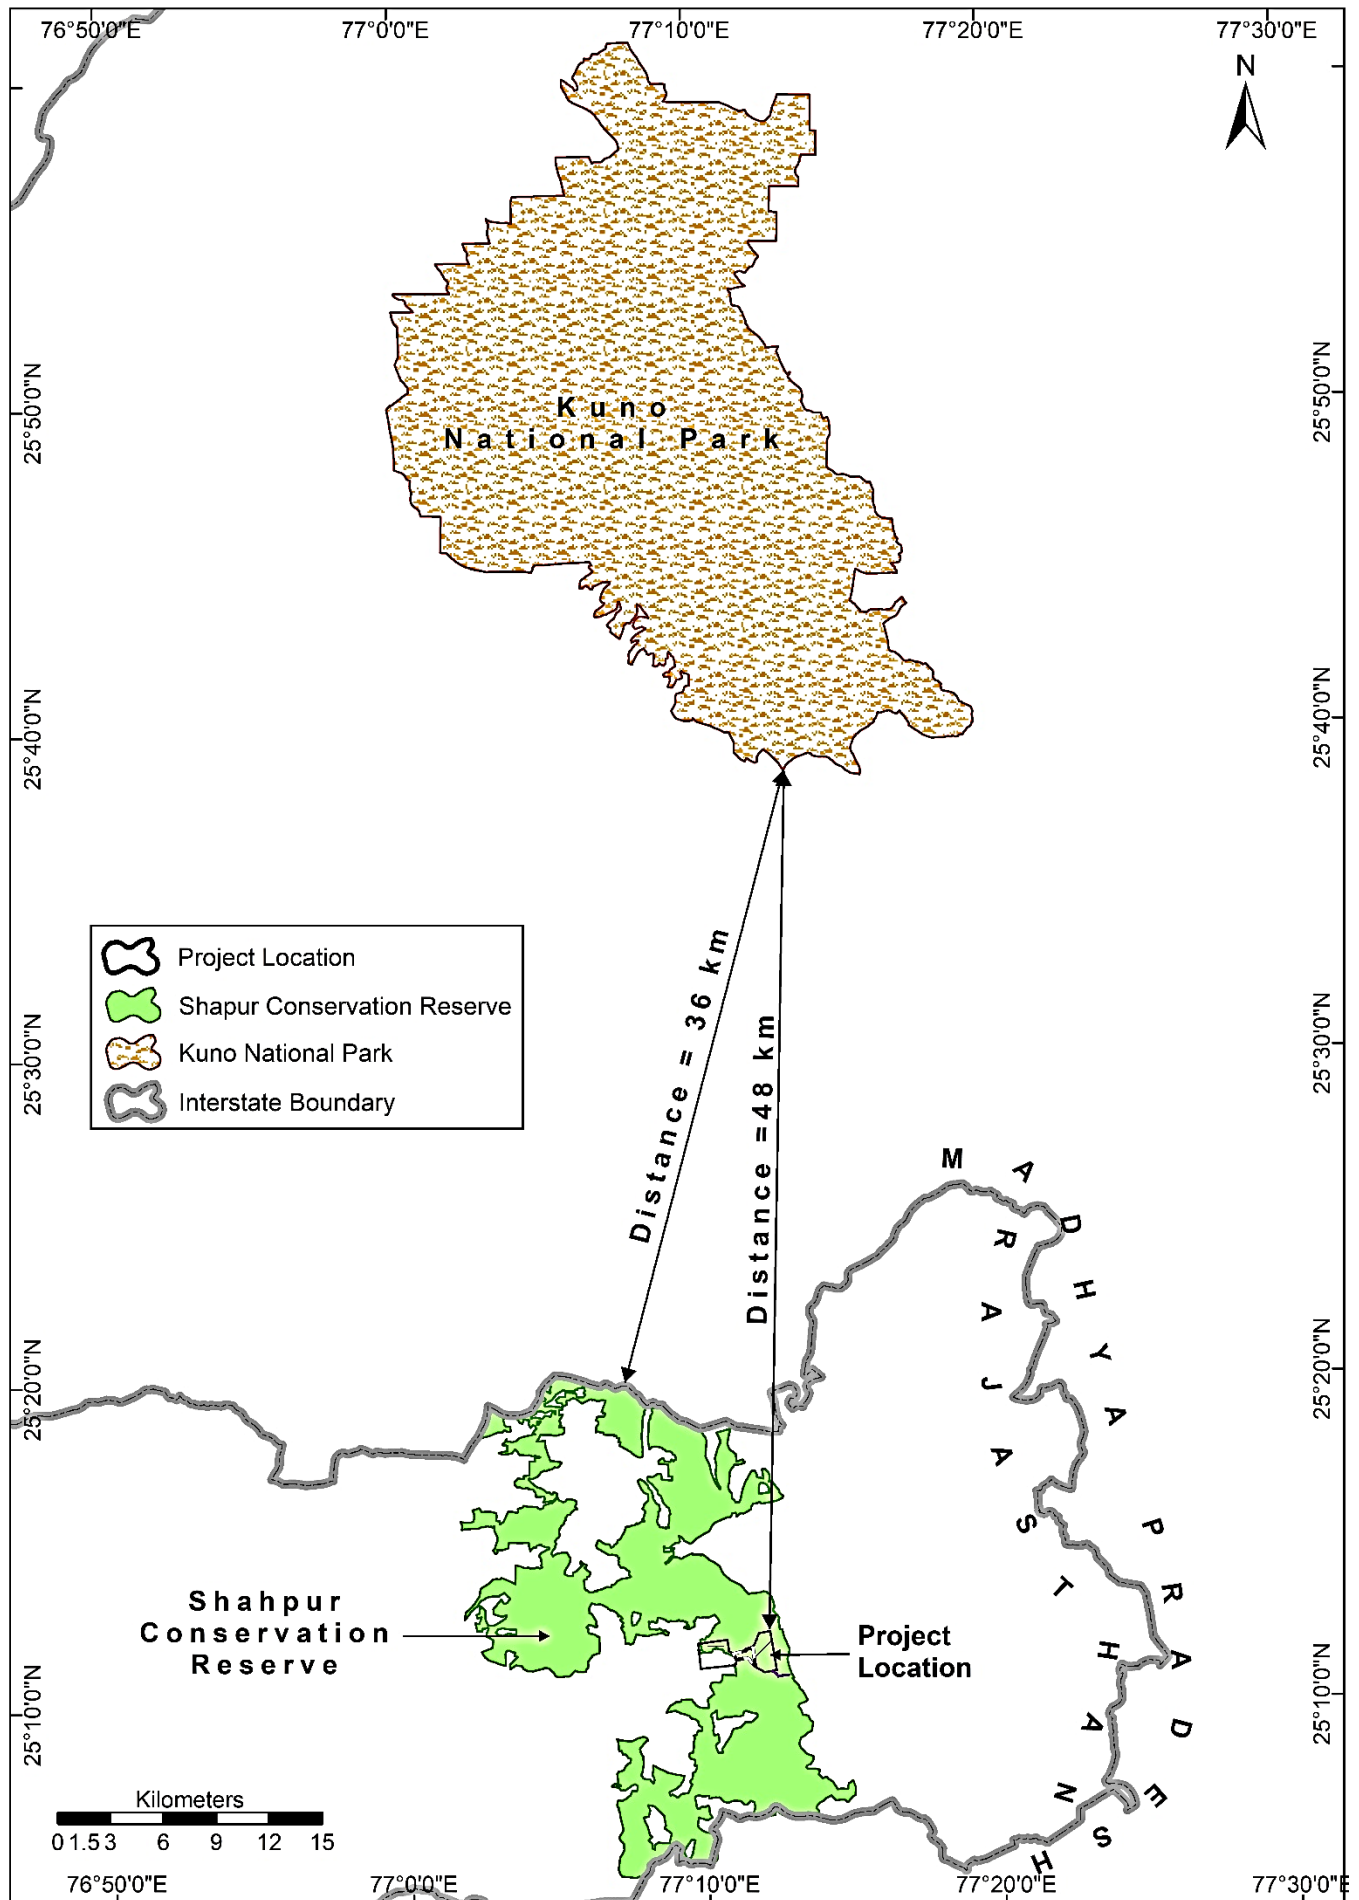 76°50'0"E 77°0'0"E 77°10'0"E 77°20'0"E 77°30'0"E
N
Kuno
National Park
25°50'0"N
25°50'0"N
25°40'0"N
25°40'0"N
Project Location
Shapur Conservation Reserve
Kuno National Park
Interstate Boundary
Distance = 36 km
Distance =48 km
25°30'0"N
25°30'0"N
MADHYA PRADESH
RAJASTHAN
25°20'0"N
25°20'0"N
Shahpur
Conservation
Reserve
Project
Location
25°10'0"N
25°10'0"N
Kilometers
0 1.5 3 6 9 12 15
76°50'0"E 77°0'0"E 77°10'0"E 77°20'0"E 77°30'0"E